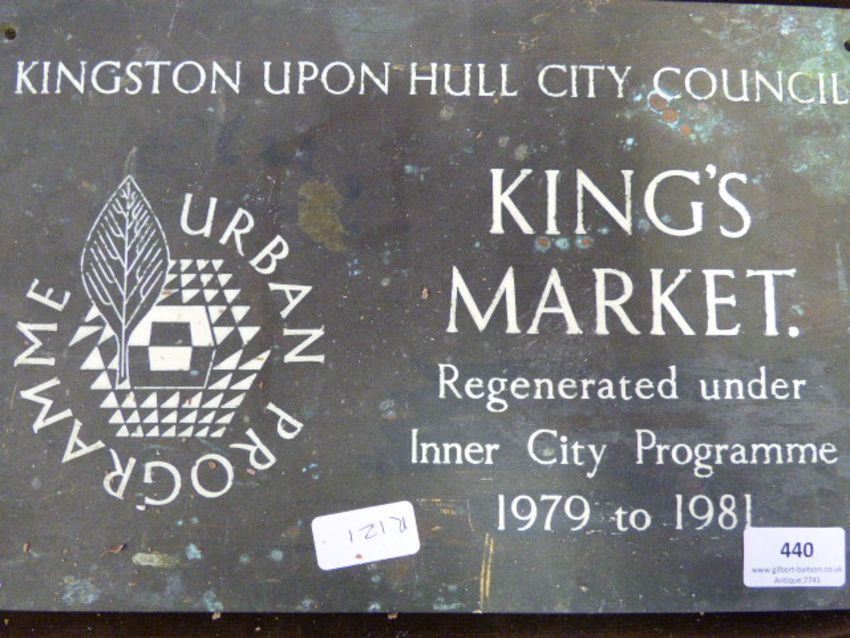 KINGSTON UPON HULL CITY COUNCIL
URBAN PROGRAMME
KING'S
MARKET.
Regenerated under
Inner City Programme
1979 to 1981
R121
440
www.gilbert-baitson.co.uk
Antique:7741